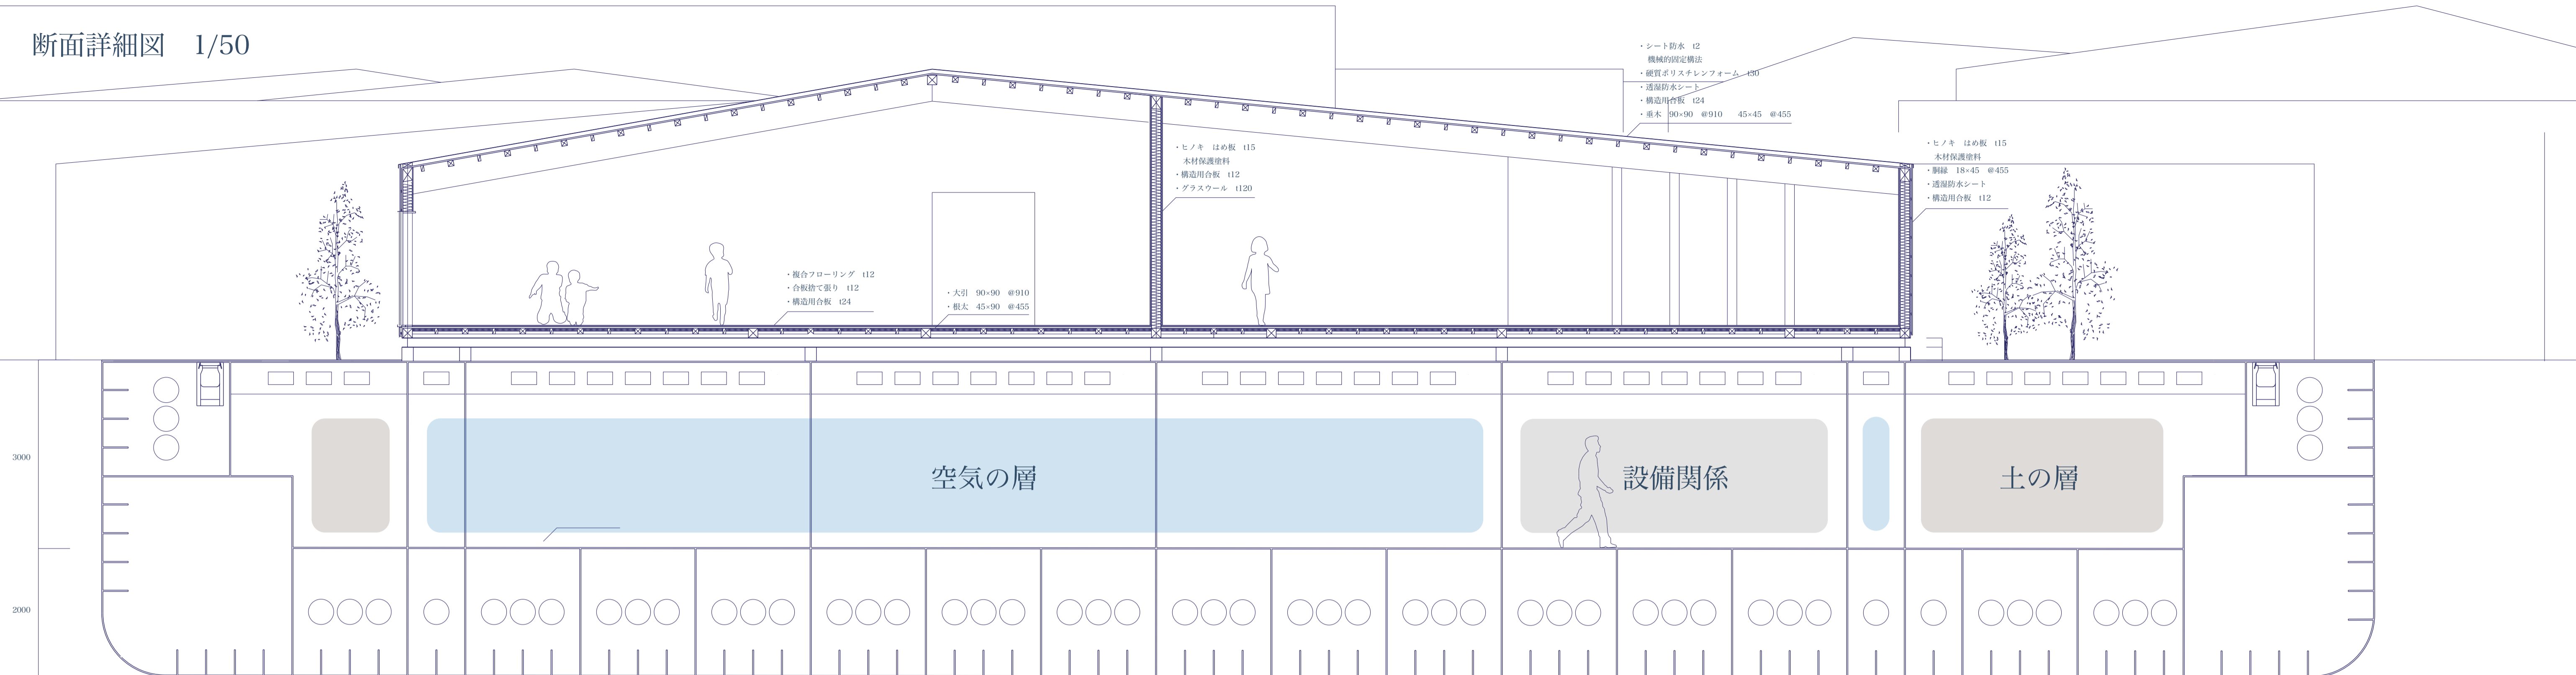 断面詳細図　1/50
・シート防水　t2
機械的固定構法
・硬質ポリスチレンフォーム　t30
・透湿防水シート
・構造用合板　t24
・垂木　90×90　@910　　45×45　@455
・ヒノキ　はめ板　t15
木材保護塗料
・構造用合板　t12
・グラスウール　t120
・ヒノキ　はめ板　t15
木材保護塗料
・胴縁　18×45　@455
・透湿防水シート
・構造用合板　t12
・複合フローリング　t12
・合板捨て張り　t12
・構造用合板　t24
・大引　90×90　@910
・根太　45×90　@455
3000
空気の層
設備関係
土の層
2000